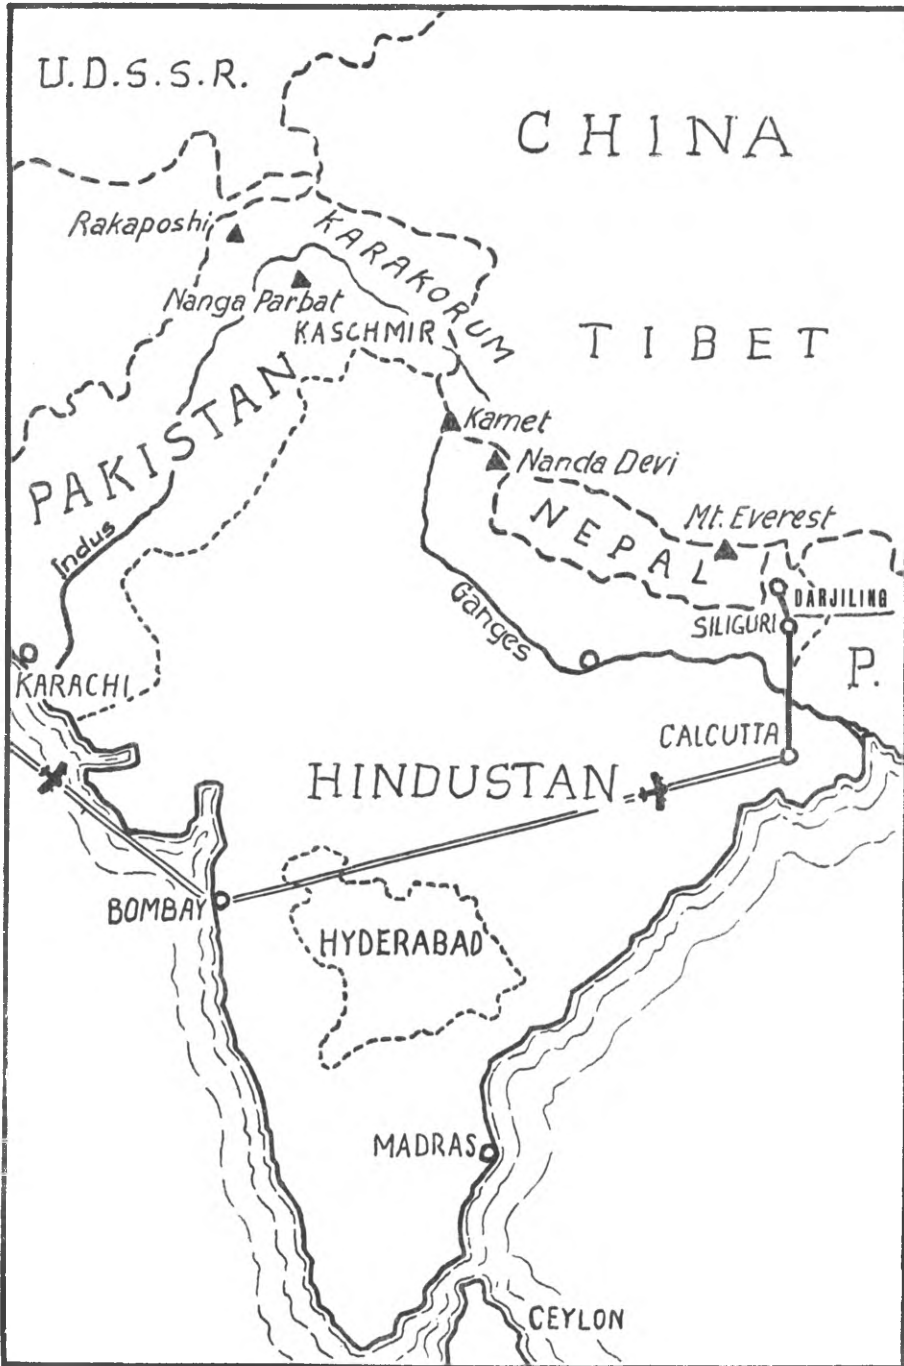 U.D.S.S.R.
CHINA
Rakaposhi
KARAKORUM
Nanga Parbat
KASCHMIR
TIBET
PAKISTAN
Kamet
Nanda Devi
Indus
NEPAL
Mt. Everest
DARJILING
Ganges
SILIGURI
P.
KARACHI
CALCUTTA
HINDUSTAN
BOMBAY
HYDERABAD
MADRAS
CEYLON